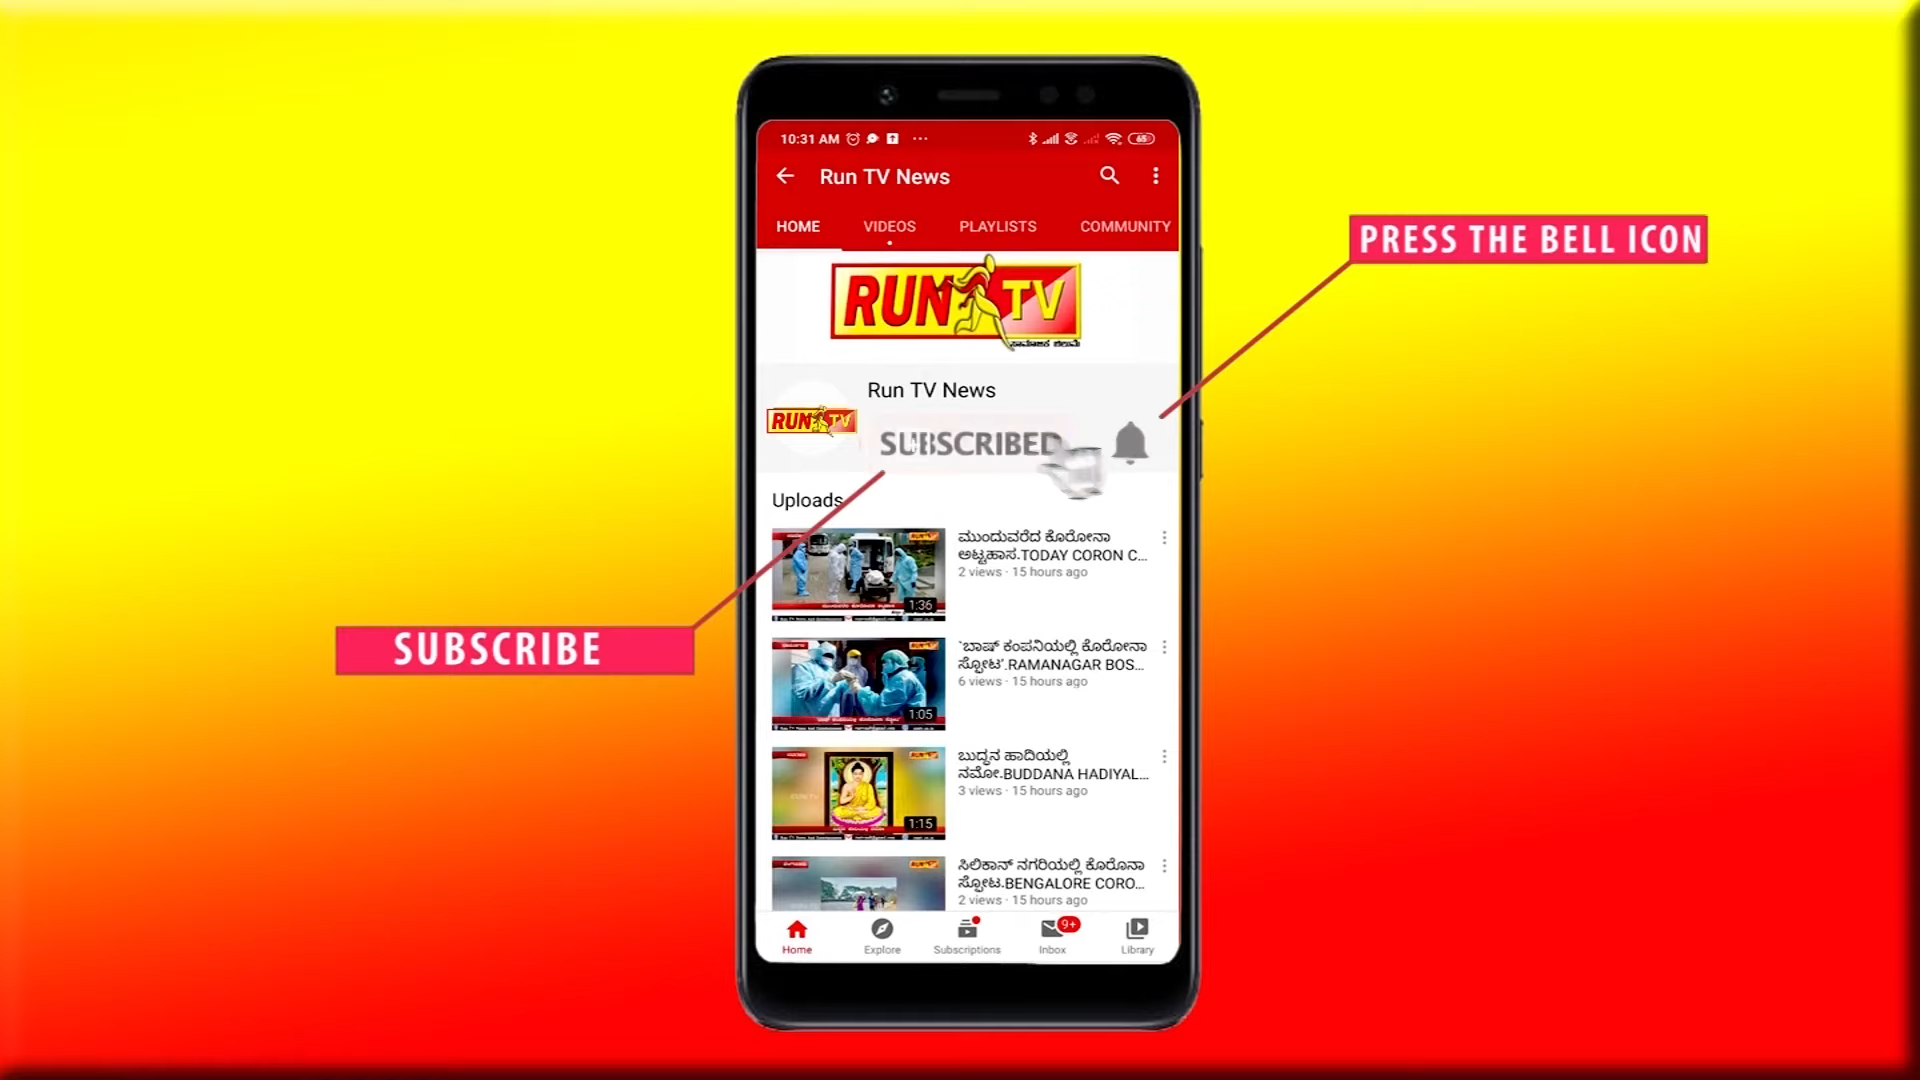 10:31 AM
65
Run TV News
HOME VIDEOS PLAYLISTS COMMUNITY
PRESS THE BELL ICON
RUN TV
Run TV News
RUN TV
SUBSCRIBED
Uploads
ಮುಂದುವರೆದ ಕೊರೋನಾ
ಅಟ್ಟಹಾಸ.TODAY CORON C...
2 views · 15 hours ago
1:36
SUBSCRIBE
`ಬಾಷ್ ಕಂಪನಿಯಲ್ಲಿ ಕೊರೋನಾ
ಸ್ಫೋಟ'.RAMANAGAR BOS...
6 views · 15 hours ago
1:05
ಬುದ್ಧನ ಹಾದಿಯಲ್ಲಿ
ನಮೋ.BUDDANA HADIYAL...
3 views · 15 hours ago
1:15
ಸಿಲಿಕಾನ್ ನಗರಿಯಲ್ಲಿ ಕೊರೊನಾ
ಸ್ಫೋಟ.BENGALORE CORO...
2 views · 15 hours ago
9+
Home Explore Subscriptions Inbox Library